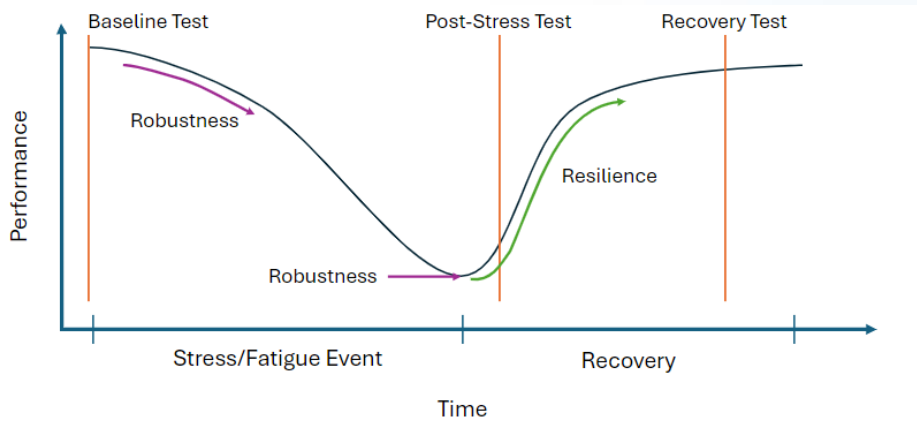 Baseline Test
Post-Stress Test
Recovery Test
Robustness
Resilience
Robustness
Performance
Stress/Fatigue Event
Recovery
Time